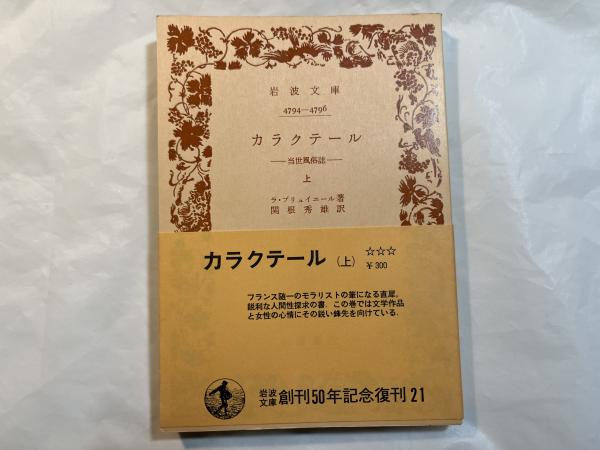 岩波文庫
4794—4796
カラクテール
—当世風俗誌—
上
ラ・ブリュイエール著
関根秀雄訳
カラクテール（上） ☆☆☆
￥300
フランス随一のモラリストの筆になる直犀，
鋭利な人間性探求の書．この巻では文学作品
と女性の心情にその鋭い鋒先を向けている．
岩波文庫 創刊50年記念復刊 21